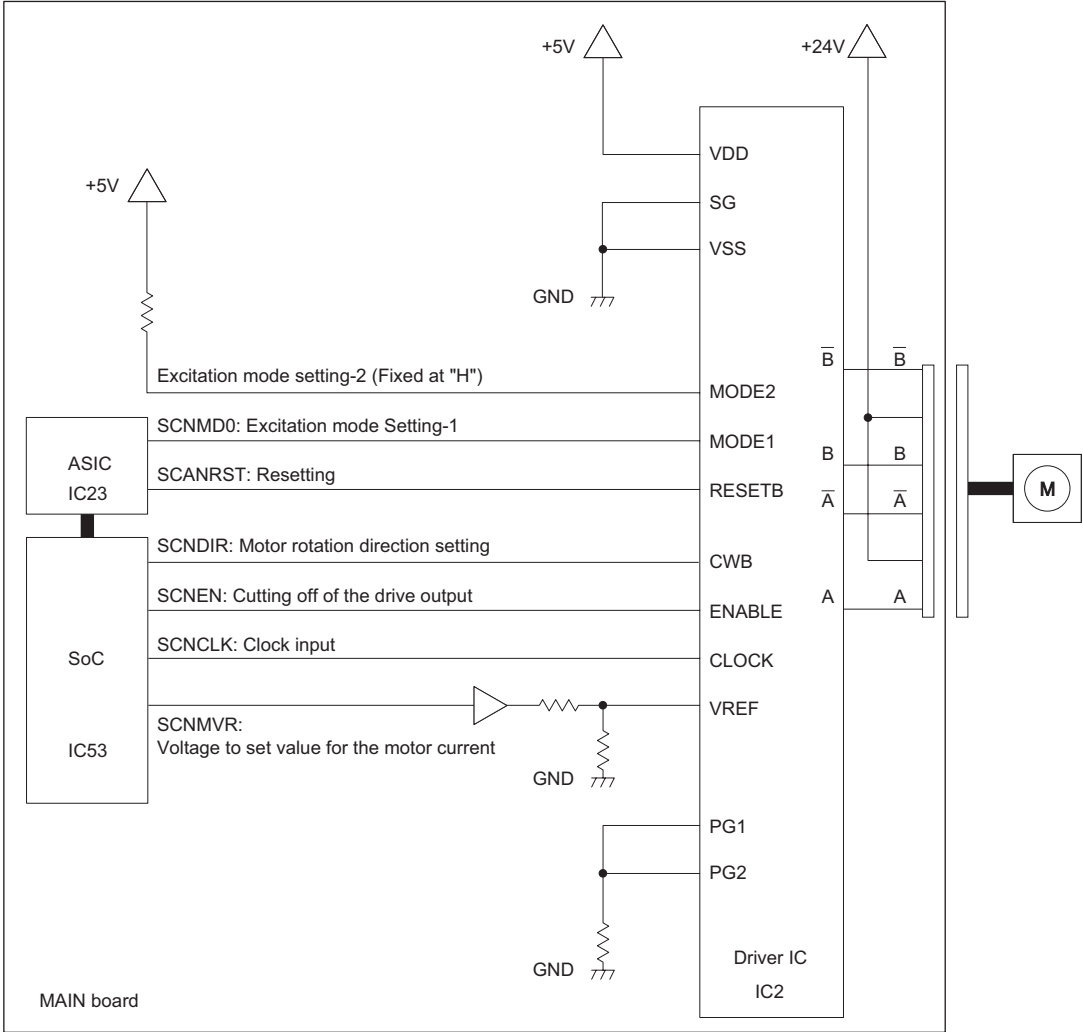 +5V
+24V
VDD
+5V
SG
VSS
GND
B
B
Excitation mode setting-2 (Fixed at "H")
MODE2
SCNMD0: Excitation mode Setting-1
MODE1
B
B
ASIC
IC23
SCANRST: Resetting
RESETB
A
A
M
SCNDIR: Motor rotation direction setting
CWB
SCNEN: Cutting off of the drive output
ENABLE
A
A
SoC
SCNCLK: Clock input
CLOCK
VREF
SCNMVR:
Voltage to set value for the motor current
IC53
GND
PG1
PG2
GND
Driver IC
IC2
MAIN board